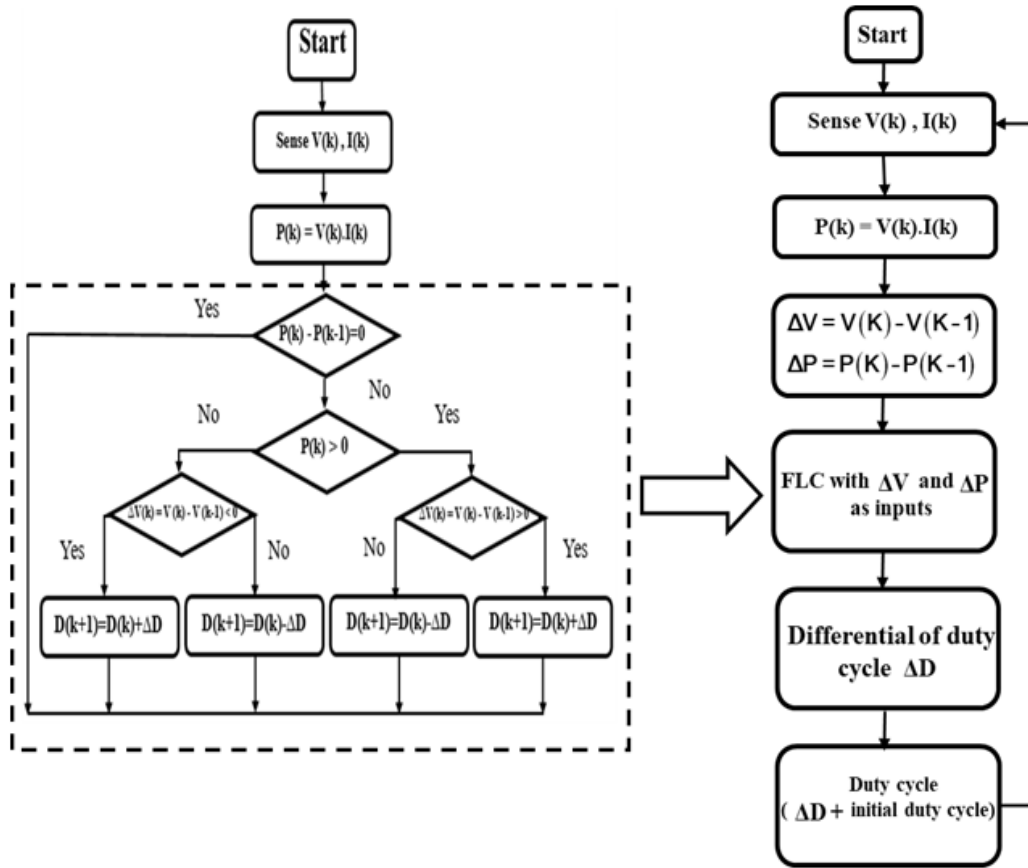 Start
Sense V(k) , I(k)
P(k) = V(k).I(k)
Yes
P(k) - P(k-1)=0
No
No
Yes
P(k) > 0
ΔV(k) = V(k) - V(k-1) <0
ΔV(k) = V(k) - V(k-1) >0
Yes
No
No
Yes
D(k+1)=D(k)+ΔD
D(k+1)=D(k)-ΔD
D(k+1)=D(k)-ΔD
D(k+1)=D(k)+ΔD
Start
Sense V(k) , I(k)
P(k) = V(k).I(k)
ΔV = V(K)-V(K-1)
ΔP = P(K)-P(K-1)
FLC with ΔV and ΔP
as inputs
Differential of duty
cycle ΔD
Duty cycle
( ΔD + initial duty cycle)